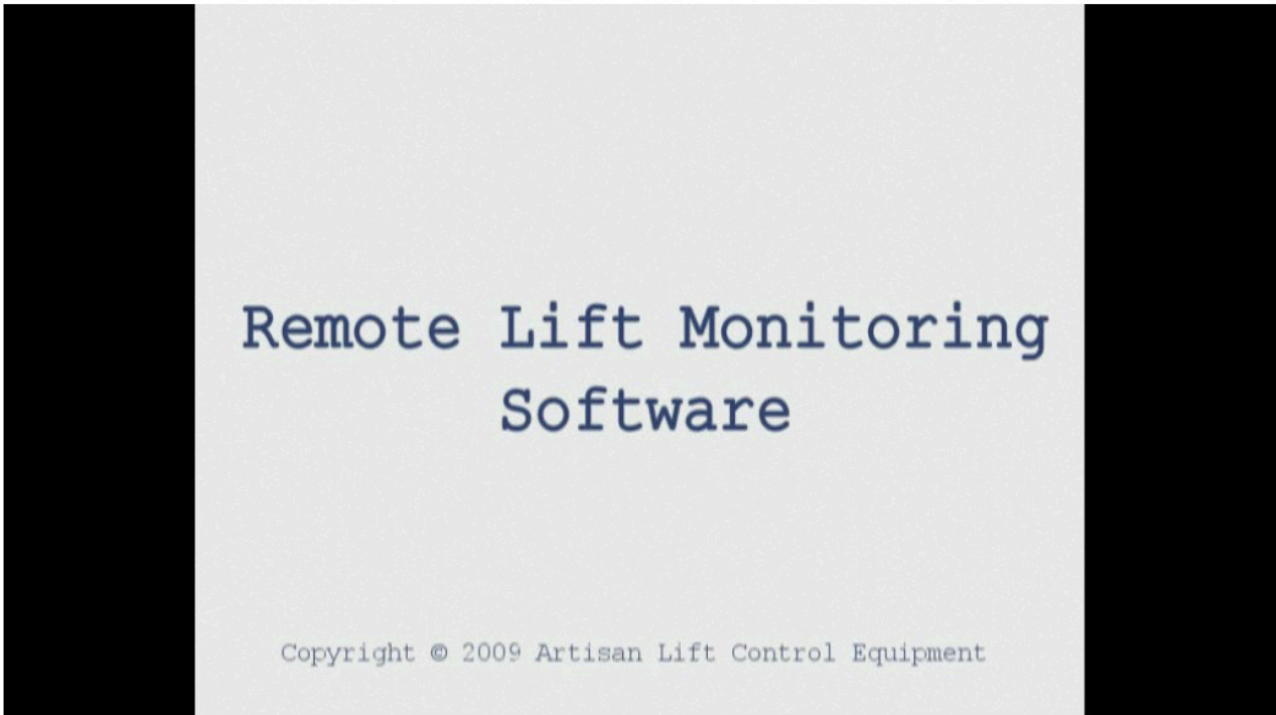 Remote Lift Monitoring
Software
Copyright © 2009 Artisan Lift Control Equipment